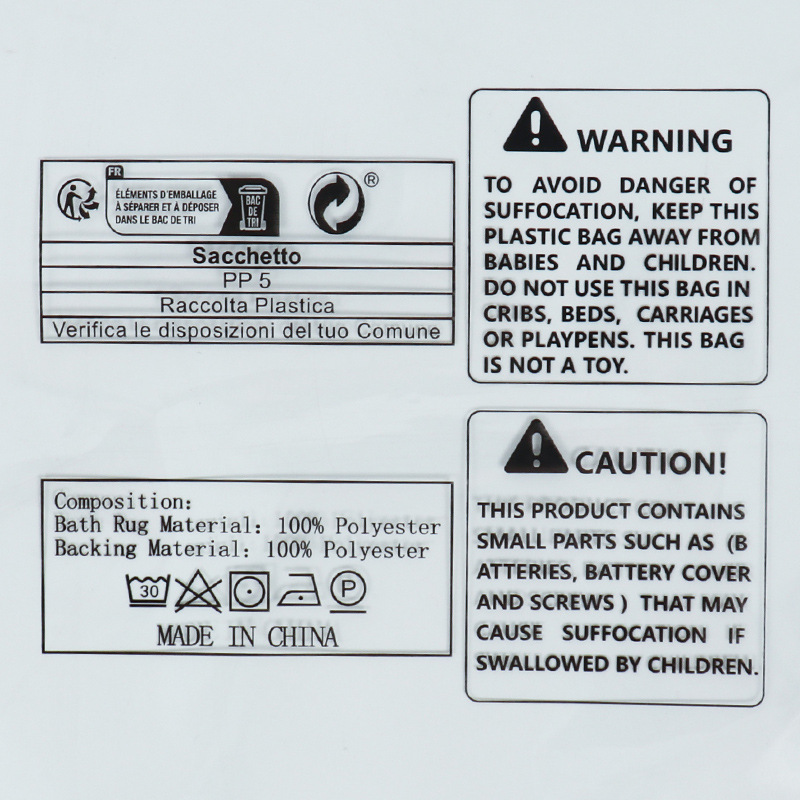 FR
ÉLÉMENTS D'EMBALLAGE
À SÉPARER ET À DÉPOSER
DANS LE BAC DE TRI
BAC
DE
TRI
®
Sacchetto
PP 5
Raccolta Plastica
Verifica le disposizioni del tuo Comune
WARNING
TO AVOID DANGER OF
SUFFOCATION, KEEP THIS
PLASTIC BAG AWAY FROM
BABIES AND CHILDREN.
DO NOT USE THIS BAG IN
CRIBS, BEDS, CARRIAGES
OR PLAYPENS. THIS BAG
IS NOT A TOY.
Composition:
Bath Rug Material: 100% Polyester
Backing Material: 100% Polyester
30
P
MADE IN CHINA
CAUTION!
THIS PRODUCT CONTAINS
SMALL PARTS SUCH AS (B
ATTERIES, BATTERY COVER
AND SCREWS ) THAT MAY
CAUSE SUFFOCATION IF
SWALLOWED BY CHILDREN.